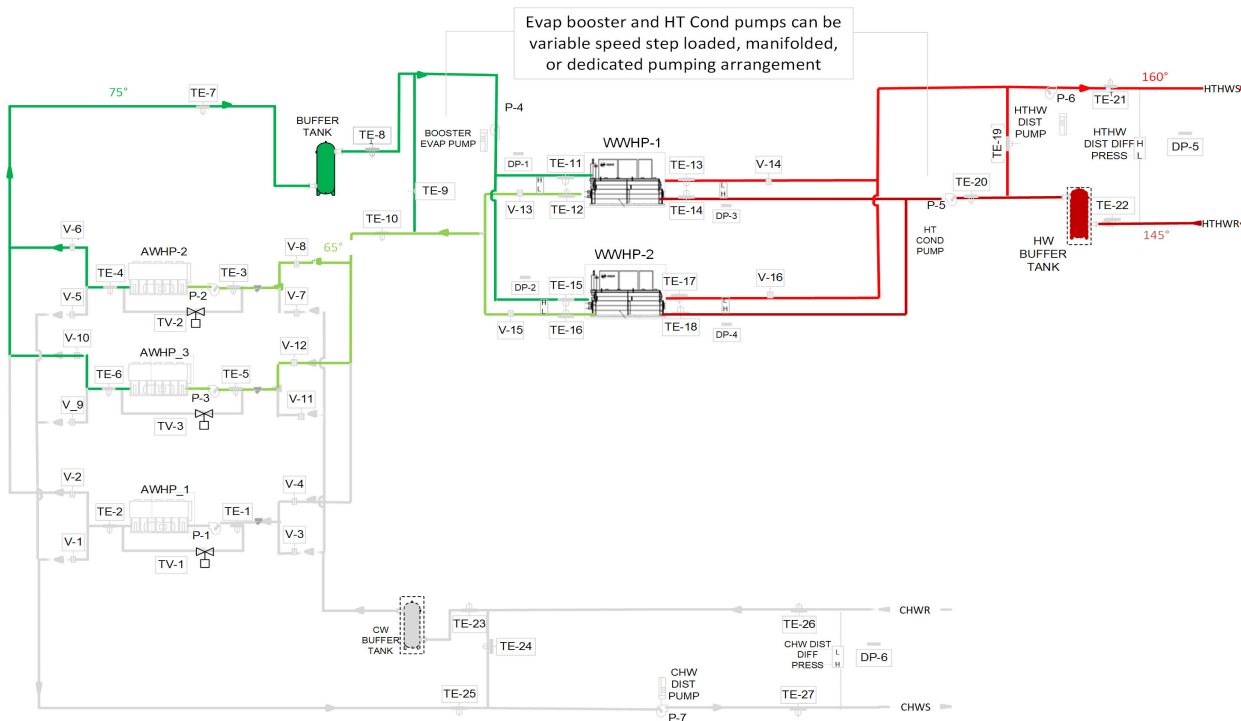 Evap booster and HT Cond pumps can be
variable speed step loaded, manifolded,
or dedicated pumping arrangement
75°
TE-7
BUFFER
TANK
TE-8
BOOSTER
EVAP PUMP
P-4
DP-1
TE-9
TE-10
65°
TE-11
TE-12
V-13
H
L
WWHP-1
TE-13
TE-14
V-14
L
H
DP-3
P-5
TE-20
HT
COND
PUMP
TE-19
HTHW
DIST
PUMP
P-6
160°
TE-21
HTHWS
HTHW
DIST DIFF
PRESS
H
L
DP-5
TE-22
HTHWR
145°
HW
BUFFER
TANK
WWHP-2
DP-2
TE-15
TE-16
V-15
H
L
TE-17
TE-18
V-16
L
H
DP-4
V-6
AWHP-2
V-8
TE-4
TE-3
P-2
V-5
V-7
TV-2
V-10
AWHP_3
V-12
TE-6
TE-5
P-3
V_9
V-11
TV-3
V-2
AWHP_1
V-4
TE-2
TE-1
P-1
V-1
V-3
TV-1
CW
BUFFER
TANK
TE-23
TE-24
TE-25
TE-26
CHWR
CHW DIST
DIFF
PRESS
L
H
DP-6
CHW
DIST
PUMP
P-7
TE-27
CHWS